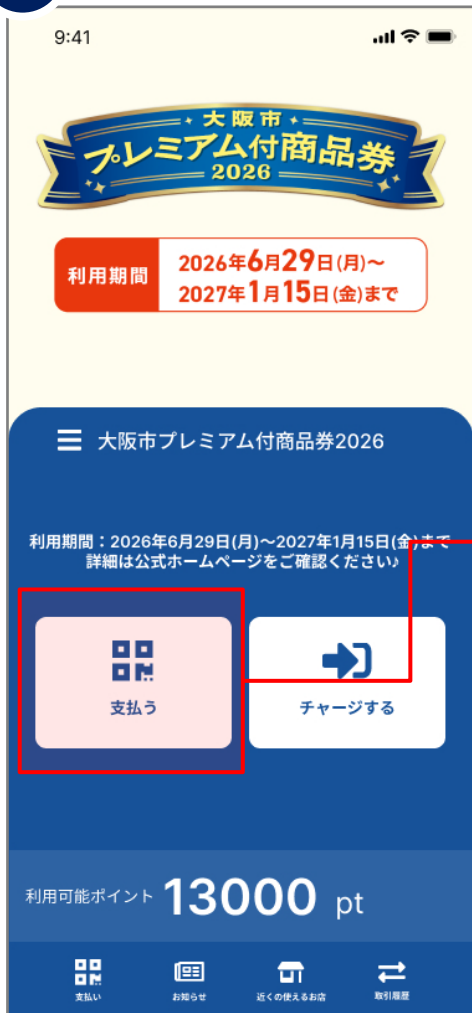 9:41
大阪市
プレミアム付商品券
2026
利用期間
2026年6月29日(月)～
2027年1月15日(金)まで
大阪市プレミアム付商品券2026
利用期間：2026年6月29日(月)～2027年1月15日(金)まで
詳細は公式ホームページをご確認ください♪
支払う
チャージする
利用可能ポイント 13000 pt
支払い
お知らせ
近くの使えるお店
取引履歴